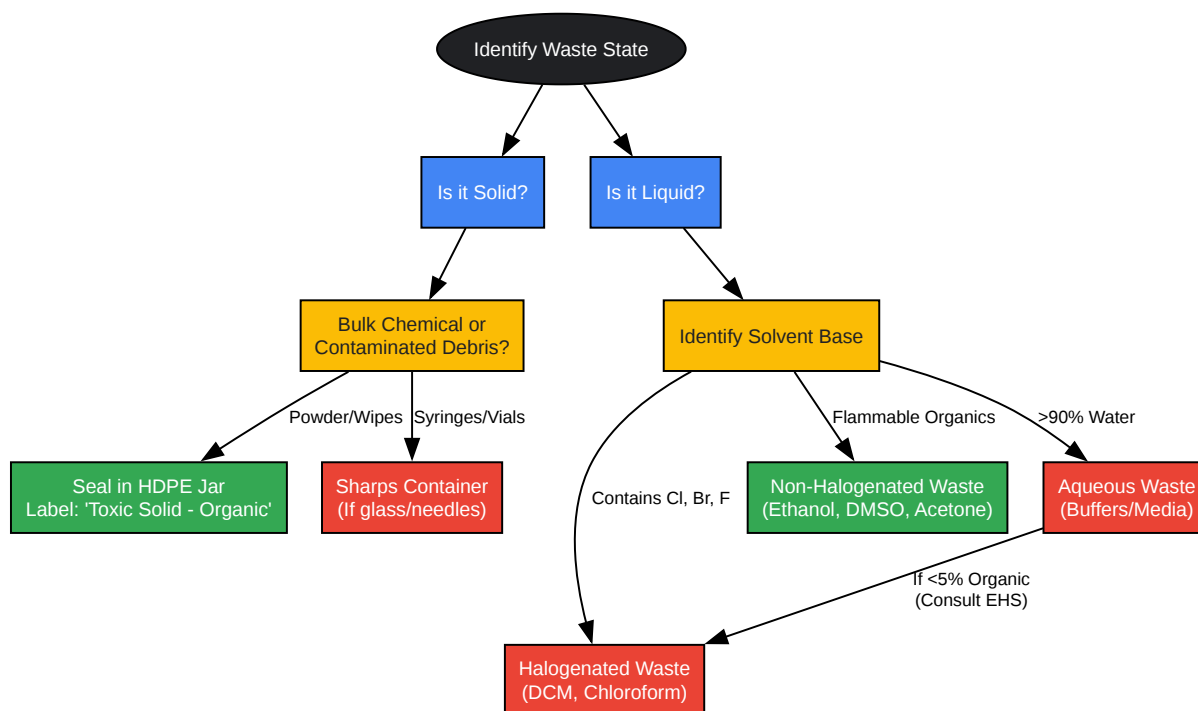 Identify Waste State
Is it Solid?
Is it Liquid?
Bulk Chemical or
Contaminated Debris?
Identify Solvent Base
Powder/Wipes
Syringes/Vials
Flammable Organics
>90% Water
Seal in HDPE Jar
Label: 'Toxic Solid - Organic'
Sharps Container
(If glass/needles)
Contains Cl, Br, F
Non-Halogenated Waste
(Ethanol, DMSO, Acetone)
Aqueous Waste
(Buffers/Media)
If <5% Organic
(Consult EHS)
Halogenated Waste
(DCM, Chloroform)